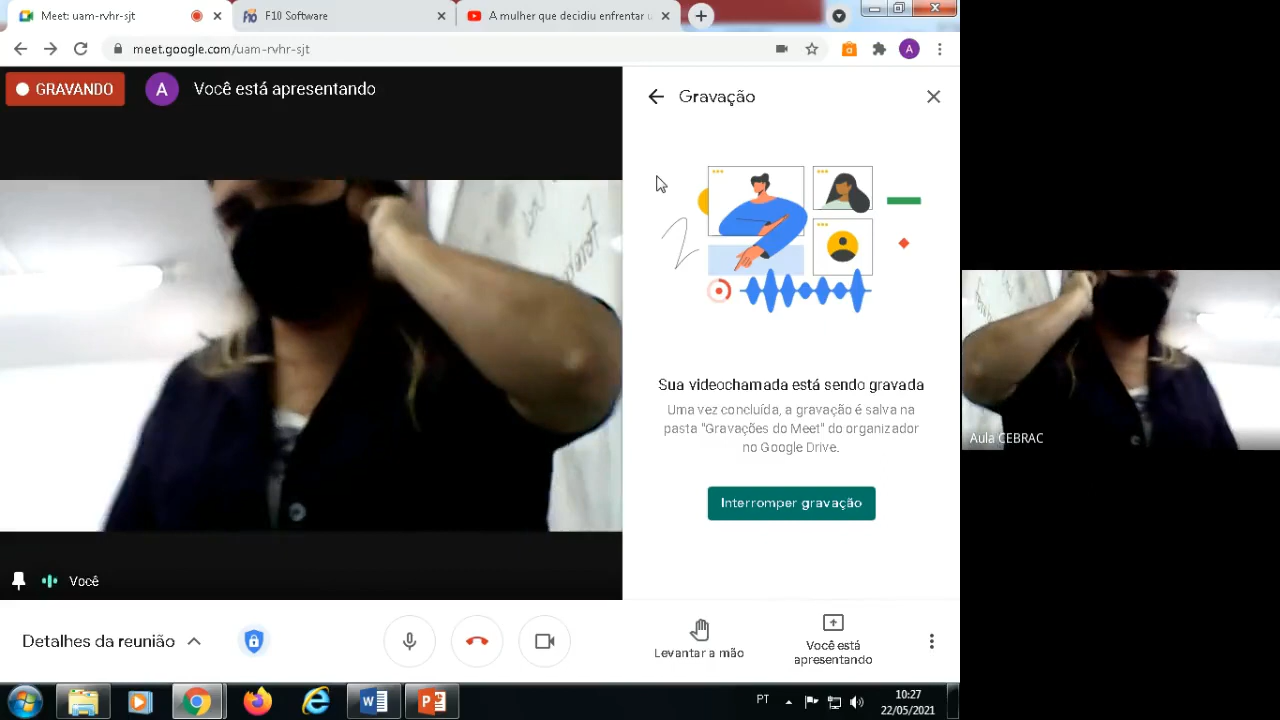 Meet: uam-rvhr-sjt
F10 Software
A mulher que decidiu enfrentar
meet.google.com/uam-rvhr-sjt
A
GRAVANDO
A
Você está apresentando
Gravação
Sua videochamada está sendo gravada
Uma vez concluída, a gravação é salva na
pasta "Gravações do Meet" do organizador
no Google Drive.
Interromper gravação
Você
Aula CEBRAC
Detalhes da reunião
Levantar a mão
Você está
apresentando
PT
10:27
22/05/2021